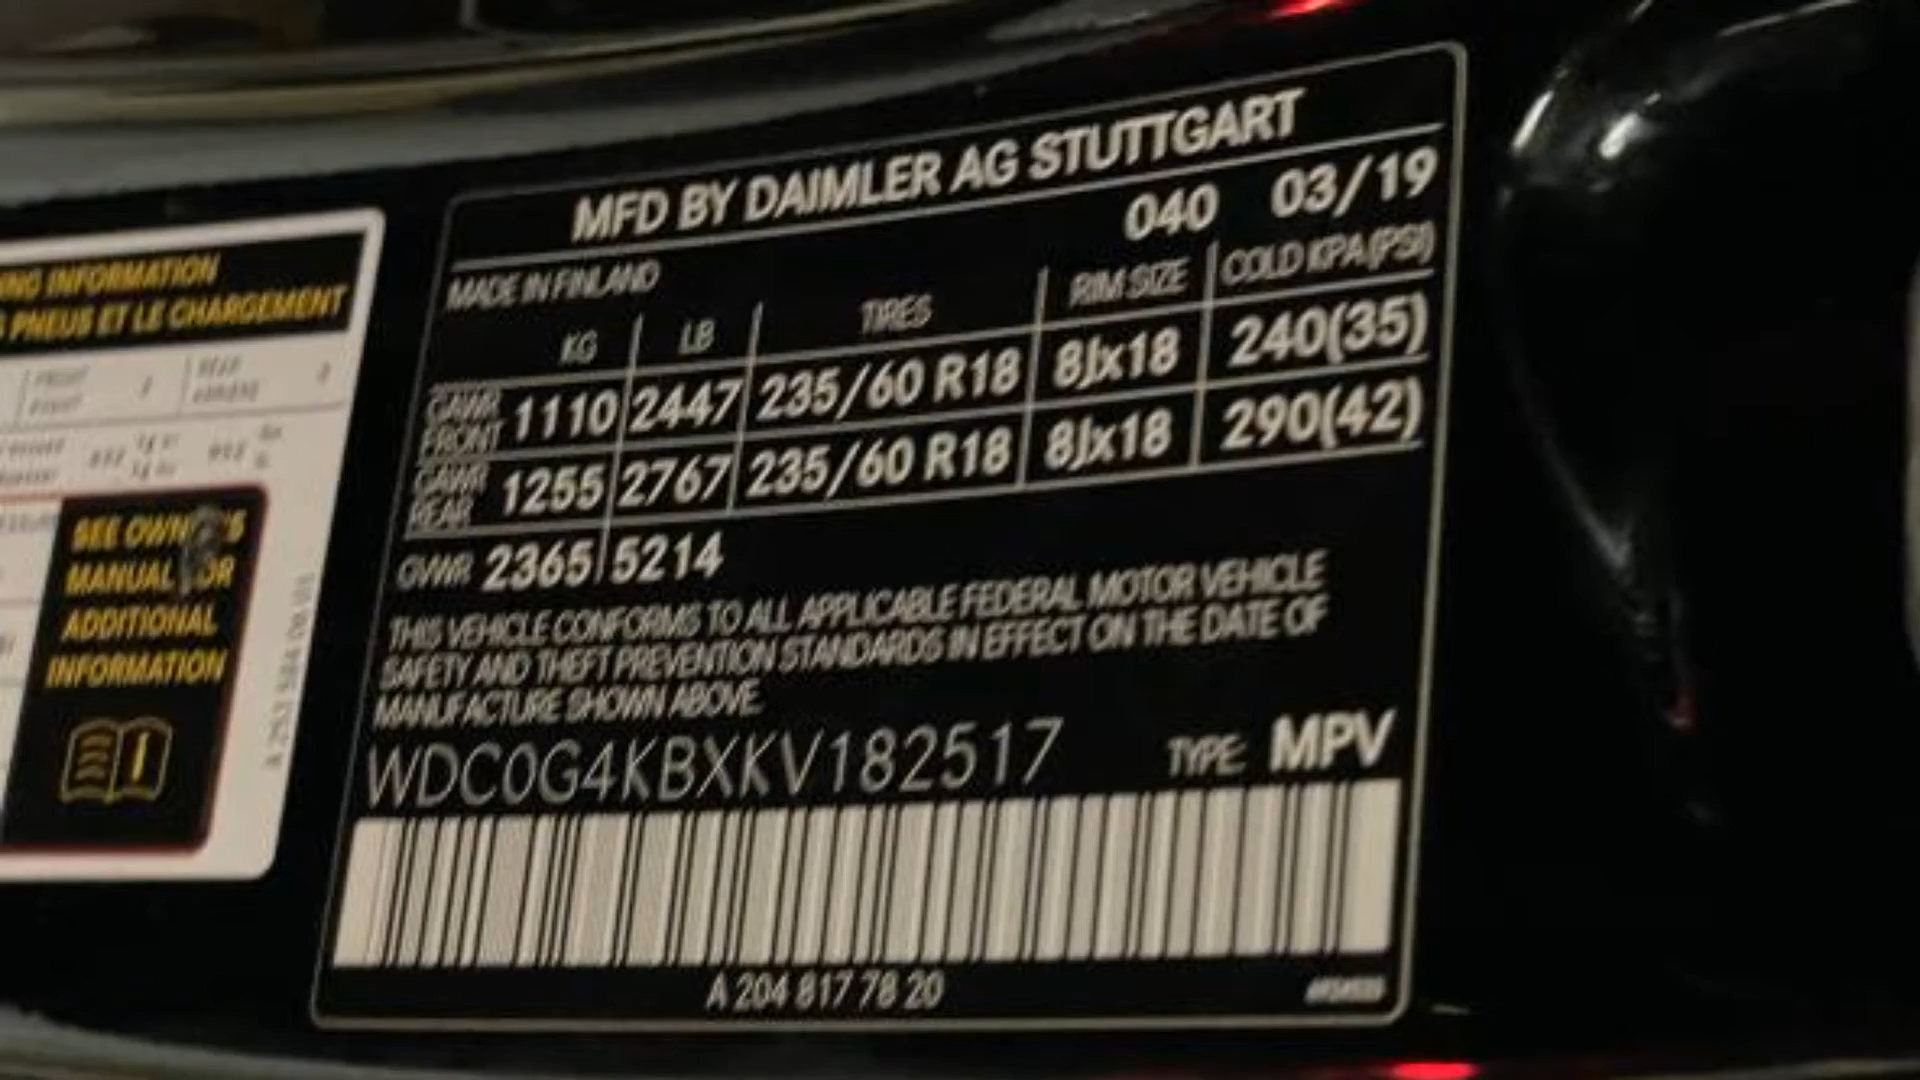 NG INFORMATION
PNEUS ET LE CHARGEMENT
SEE OWNER'S
MANUAL FOR
ADDITIONAL
INFORMATION
MFD BY DAIMLER AG STUTTGART
040 03/19
MADE IN FINLAND
KG LB TIRES RIM SIZE COLD KPA(PSI)
GAWR FRONT 1110 2447 235/60 R18 8Jx18 240(35)
GAWR REAR 1255 2767 235/60 R18 8Jx18 290(42)
GVWR 2365 5214
THIS VEHICLE CONFORMS TO ALL APPLICABLE FEDERAL MOTOR VEHICLE
SAFETY AND THEFT PREVENTION STANDARDS IN EFFECT ON THE DATE OF
MANUFACTURE SHOWN ABOVE.
WDC0G4KBXKV182517 TYPE: MPV
A 204 817 78 20